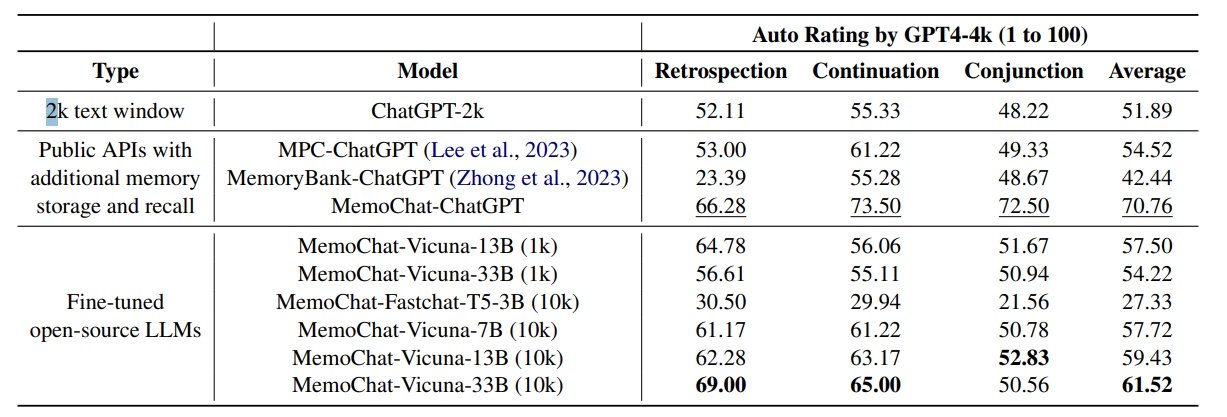 Auto Rating by GPT4-4k (1 to 100)
Type Model Retrospection Continuation Conjunction Average
2k text window ChatGPT-2k 52.11 55.33 48.22 51.89
Public APIs with MPC-ChatGPT (Lee et al., 2023) 53.00 61.22 49.33 54.52
additional memory MemoryBank-ChatGPT (Zhong et al., 2023) 23.39 55.28 48.67 42.44
storage and recall MemoChat-ChatGPT 66.28 73.50 72.50 70.76
MemoChat-Vicuna-13B (1k) 64.78 56.06 51.67 57.50
MemoChat-Vicuna-33B (1k) 56.61 55.11 50.94 54.22
Fine-tuned MemoChat-Fastchat-T5-3B (10k) 30.50 29.94 21.56 27.33
open-source LLMs MemoChat-Vicuna-7B (10k) 61.17 61.22 50.78 57.72
MemoChat-Vicuna-13B (10k) 62.28 63.17 52.83 59.43
MemoChat-Vicuna-33B (10k) 69.00 65.00 50.56 61.52